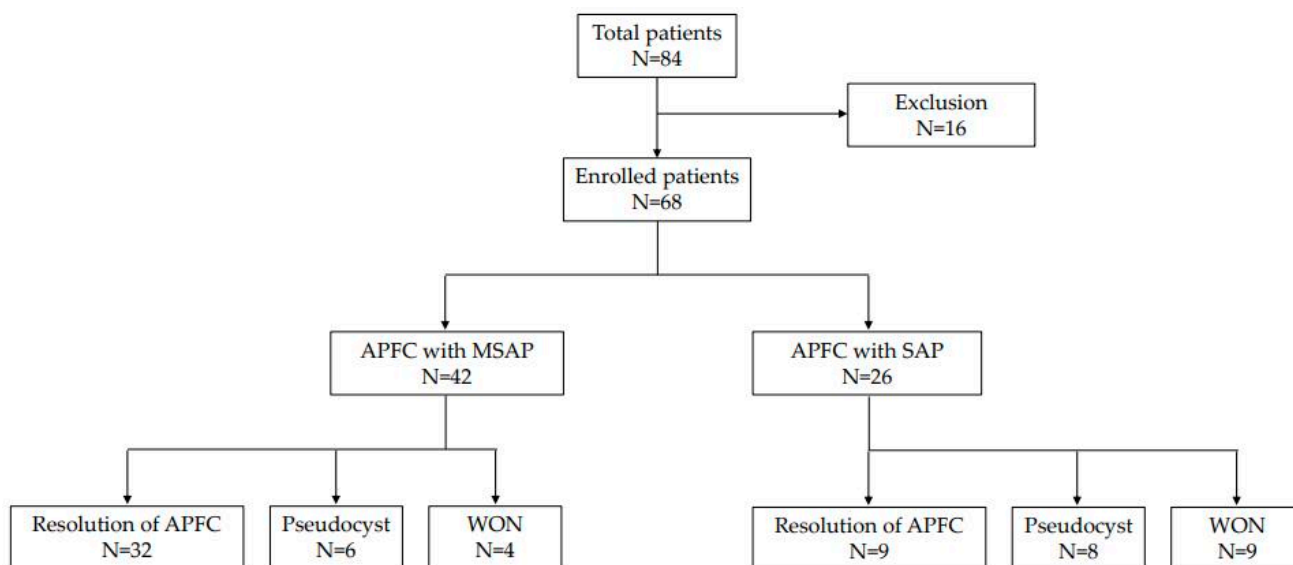 Total patients
N=84
Exclusion
N=16
Enrolled patients
N=68
APFC with MSAP
N=42
APFC with SAP
N=26
Resolution of APFC
N=32
Pseudocyst
N=6
WON
N=4
Resolution of APFC
N=9
Pseudocyst
N=8
WON
N=9